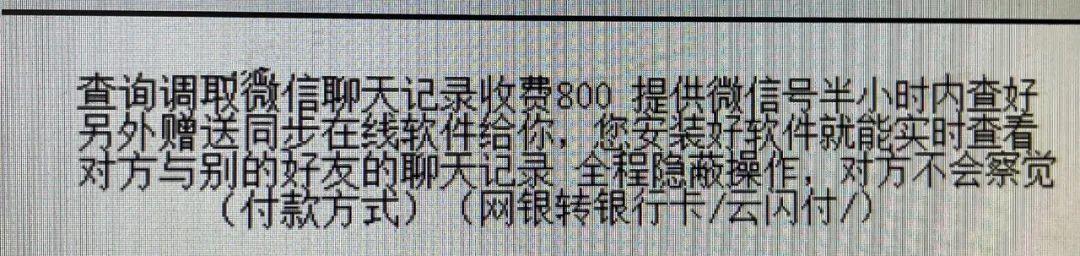 查询调取微信聊天记录收费800 提供微信号半小时内查好
另外赠送同步在线软件给你，您安装好软件就能实时查看
对方与别的好友的聊天记录 全程隐蔽操作，对方不会察觉
（付款方式）（网银转银行卡/云闪付/）